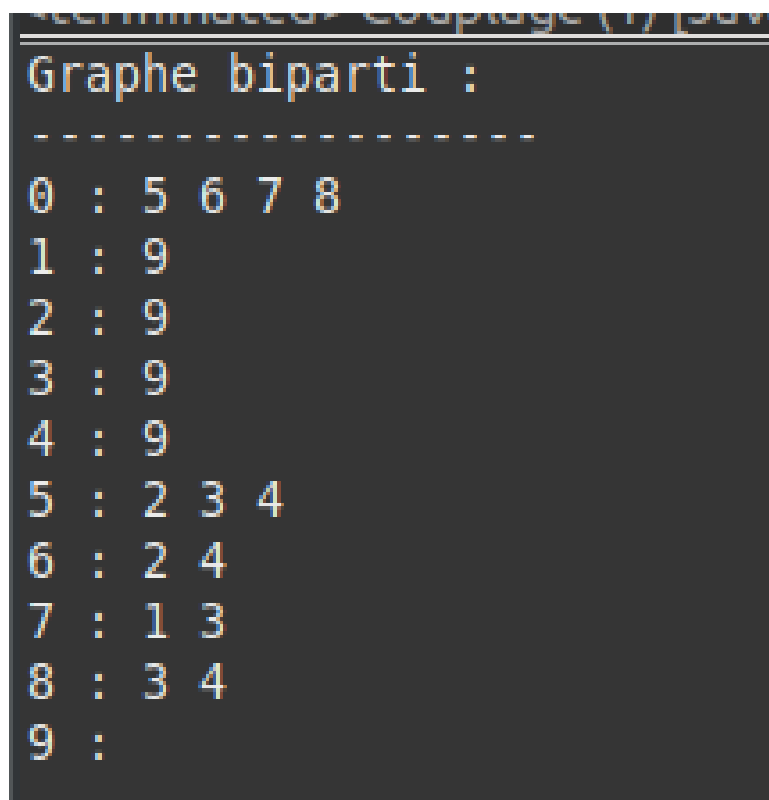 Graphe biparti :
------------------
0 : 5 6 7 8
1 : 9
2 : 9
3 : 9
4 : 9
5 : 2 3 4
6 : 2 4
7 : 1 3
8 : 3 4
9 :